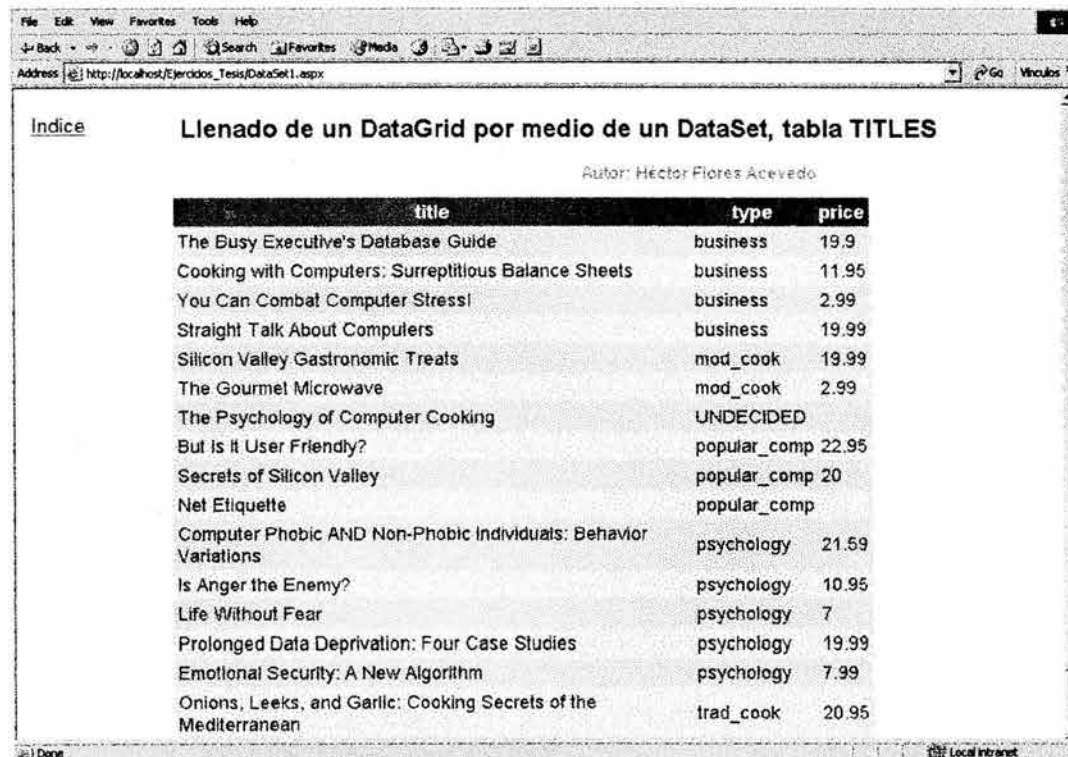 File Edit View Favorites Tools Help
Back Search Favorites Media
Address http://localhost/Ejercicios_Tesis/DataSet1.aspx Go Vínculos
Indice
Llenado de un DataGrid por medio de un DataSet, tabla TITLES
Autor: Héctor Flores Acevedo
title type price
The Busy Executive's Database Guide business 19.9
Cooking with Computers: Surreptitious Balance Sheets business 11.95
You Can Combat Computer Stress! business 2.99
Straight Talk About Computers business 19.99
Silicon Valley Gastronomic Treats mod_cook 19.99
The Gourmet Microwave mod_cook 2.99
The Psychology of Computer Cooking UNDECIDED
But Is It User Friendly? popular_comp 22.95
Secrets of Silicon Valley popular_comp 20
Net Etiquette popular_comp
Computer Phobic AND Non-Phobic Individuals: Behavior
Variations psychology 21.59
Is Anger the Enemy? psychology 10.95
Life Without Fear psychology 7
Prolonged Data Deprivation: Four Case Studies psychology 19.99
Emotional Security: A New Algorithm psychology 7.99
Onions, Leeks, and Garlic: Cooking Secrets of the
Mediterranean trad_cook 20.95
Done Local intranet